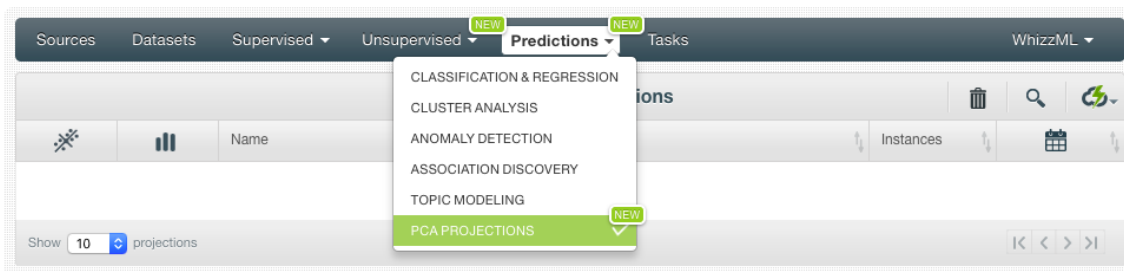 NEW NEW
Sources Datasets Supervised Unsupervised Predictions Tasks WhizzML
CLASSIFICATION & REGRESSION
ions
CLUSTER ANALYSIS
Name
ANOMALY DETECTION
Instances
ASSOCIATION DISCOVERY
TOPIC MODELING
NEW
PCA PROJECTIONS
Show 10 projections